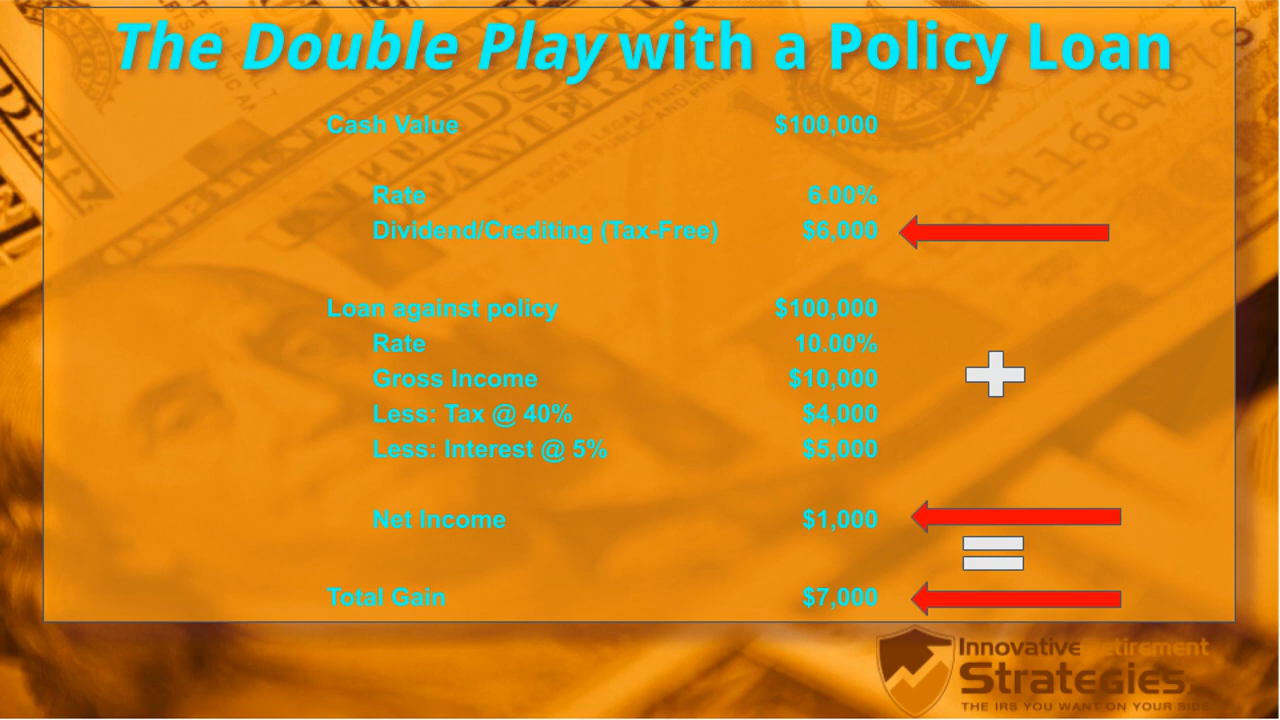 The Double Play with a Policy Loan
Cash Value $100,000
Rate 6.00%
Dividend/Crediting (Tax-Free) $6,000
Loan against policy $100,000
Rate 10.00%
Gross Income $10,000
Less: Tax @ 40% $4,000
Less: Interest @ 5% $5,000
Net Income $1,000
Total Gain $7,000
Innovative Retirement
Strategies
THE IRS YOU WANT ON YOUR SIDE